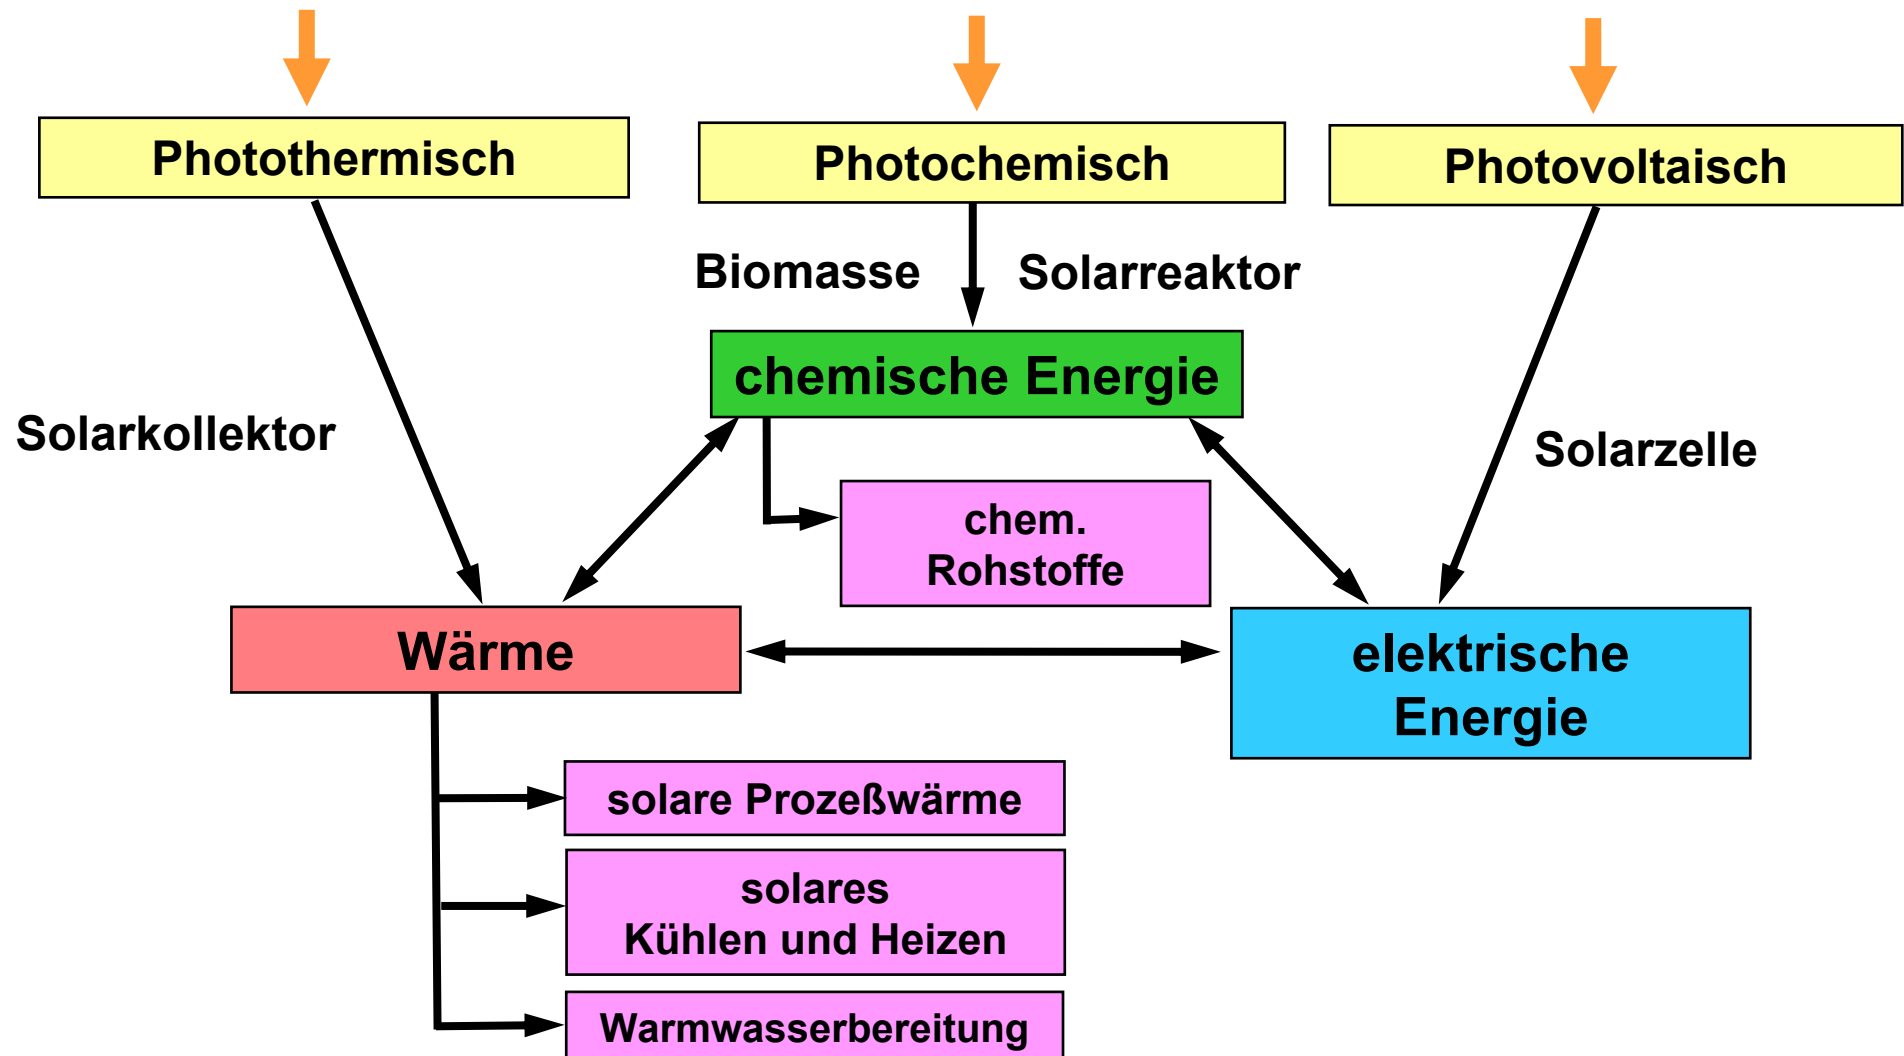 Photothermisch
Photochemisch
Photovoltaisch
Biomasse
Solarreaktor
chemische Energie
Solarkollektor
Solarzelle
chem.
Rohstoffe
Wärme
elektrische
Energie
solare Prozeßwärme
solares
Kühlen und Heizen
Warmwasserbereitung